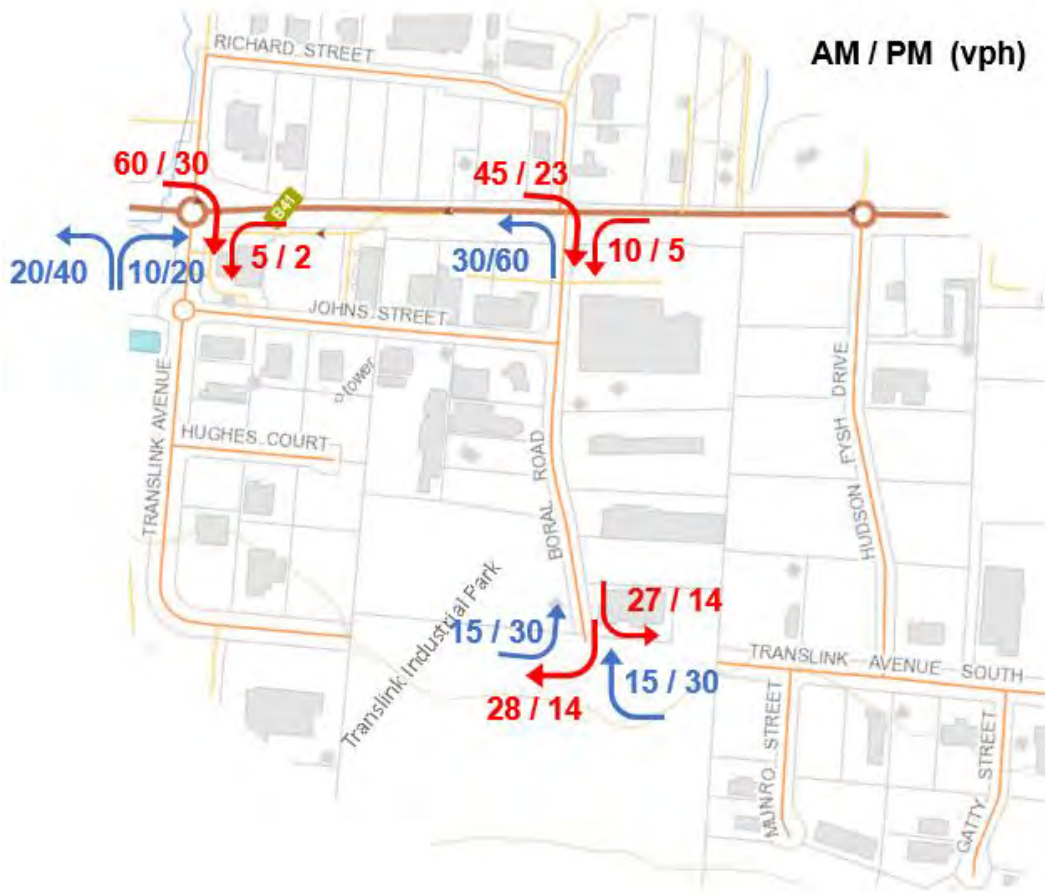 RICHARD STREET
AM / PM (vph)
60 / 30
45 / 23
B41
20/40
10/20
5 / 2
30/60
10 / 5
JOHNS STREET
tower
TRANSLINK AVENUE
HUGHES COURT
BORAL ROAD
HUDSON FYSH DRIVE
Translink Industrial Park
27 / 14
15 / 30
28 / 14
15 / 30
TRANSLINK AVENUE SOUTH
MUNRO STREET
GATTY STREET